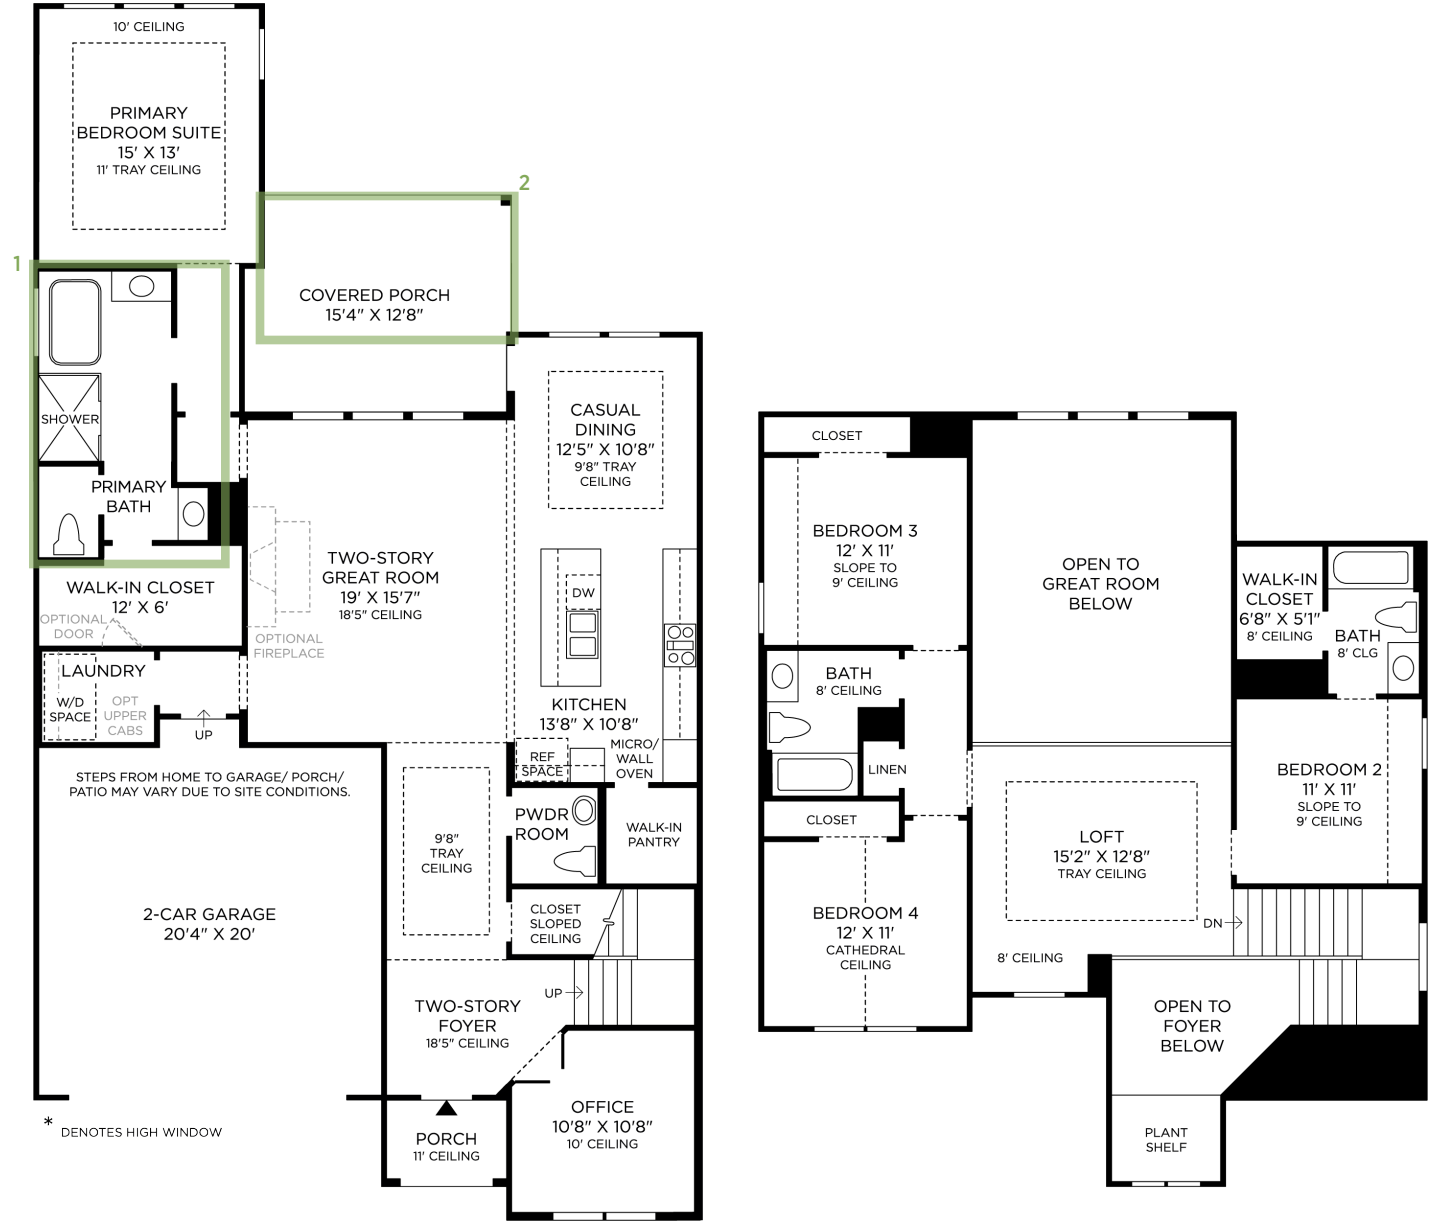 10' CEILING
PRIMARY
BEDROOM SUITE
15' X 13'
11' TRAY CEILING
2
1
COVERED PORCH
15'4" X 12'8"
SHOWER
PRIMARY
BATH
CASUAL
DINING
12'5" X 10'8"
9'8" TRAY
CEILING
TWO-STORY
GREAT ROOM
19' X 15'7"
18'5" CEILING
WALK-IN CLOSET
12' X 6'
OPTIONAL
DOOR
OPTIONAL
FIREPLACE
DW
LAUNDRY
W/D
SPACE
OPT
UPPER
CABS
UP
KITCHEN
13'8" X 10'8"
REF
SPACE
MICRO/
WALL
OVEN
STEPS FROM HOME TO GARAGE/ PORCH/
PATIO MAY VARY DUE TO SITE CONDITIONS.
9'8"
TRAY
CEILING
PWDR
ROOM
WALK-IN
PANTRY
2-CAR GARAGE
20'4" X 20'
CLOSET
SLOPED
CEILING
UP
TWO-STORY
FOYER
18'5" CEILING
OFFICE
10'8" X 10'8"
10' CEILING
PORCH
11' CEILING
* DENOTES HIGH WINDOW
CLOSET
BEDROOM 3
12' X 11'
SLOPE TO
9' CEILING
OPEN TO
GREAT ROOM
BELOW
WALK-IN
CLOSET
6'8" X 5'1"
8' CEILING
BATH
8' CLG
BATH
8' CEILING
LINEN
CLOSET
BEDROOM 2
11' X 11'
SLOPE TO
9' CEILING
LOFT
15'2" X 12'8"
TRAY CEILING
BEDROOM 4
12' X 11'
CATHEDRAL
CEILING
DN
8' CEILING
OPEN TO
FOYER
BELOW
PLANT
SHELF